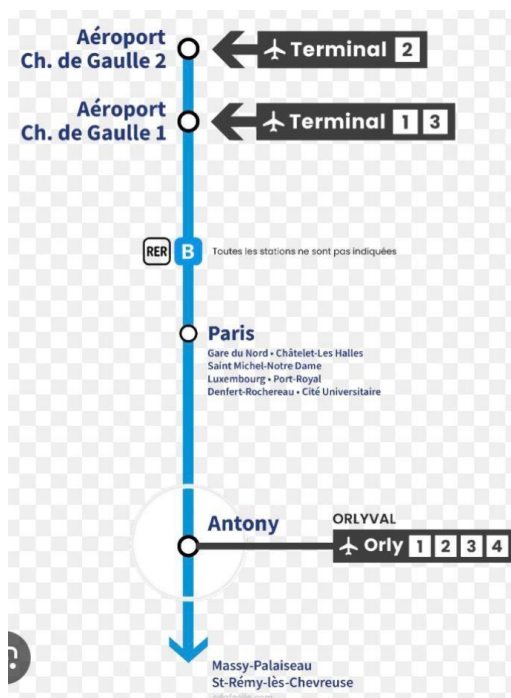 Aéroport
Ch. de Gaulle 2
Terminal 2
Aéroport
Ch. de Gaulle 1
Terminal 1 3
RER B Toutes les stations ne sont pas indiquées
Paris
Gare du Nord • Châtelet-Les Halles
Saint Michel-Notre Dame
Luxembourg • Port-Royal
Denfert-Rochereau • Cité Universitaire
Antony
ORLYVAL
Orly 1 2 3 4
Massy-Palaiseau
St-Rémy-lès-Chevreuse